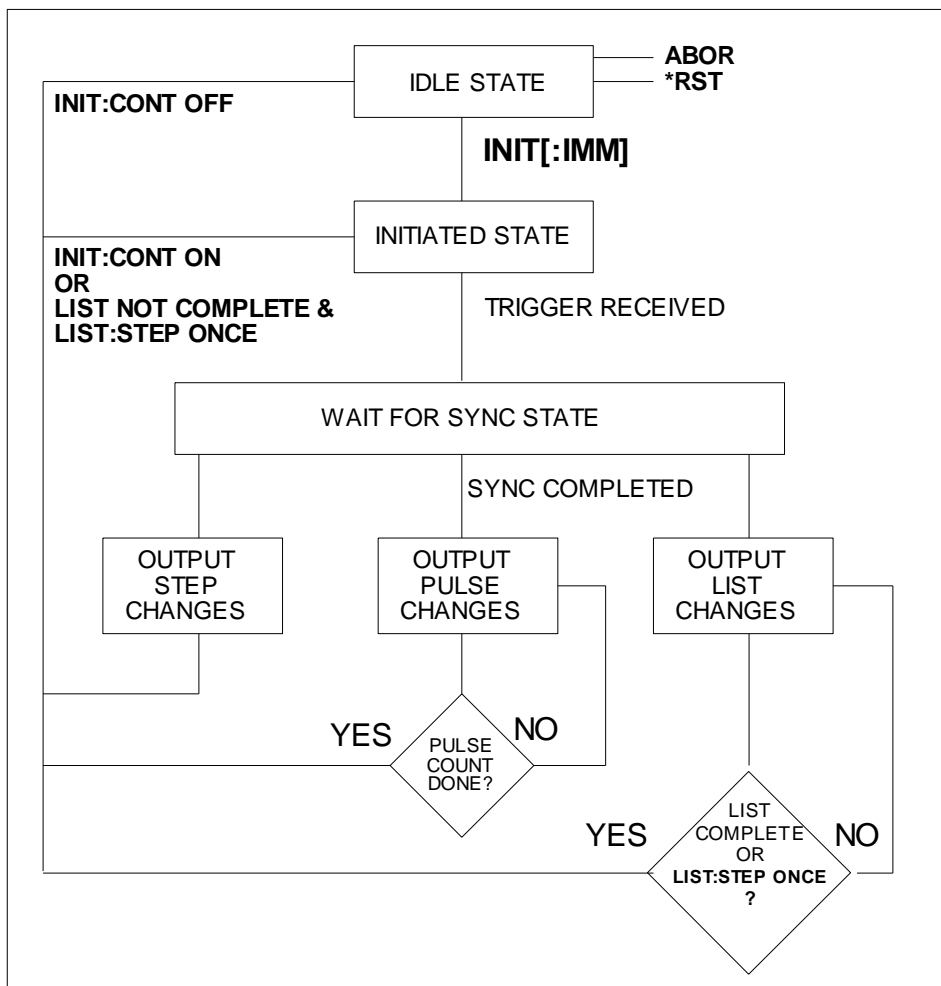 ABOR
IDLE STATE
*RST
INIT:CONT OFF
INIT[:IMM]
INITIATED STATE
INIT:CONT ON
OR
LIST NOT COMPLETE &
LIST:STEP ONCE
TRIGGER RECEIVED
WAIT FOR SYNC STATE
SYNC COMPLETED
OUTPUT
STEP
CHANGES
OUTPUT
PULSE
CHANGES
OUTPUT
LIST
CHANGES
YES
NO
PULSE
COUNT
DONE?
YES
NO
LIST
COMPLETE
OR
LIST:STEP ONCE
?